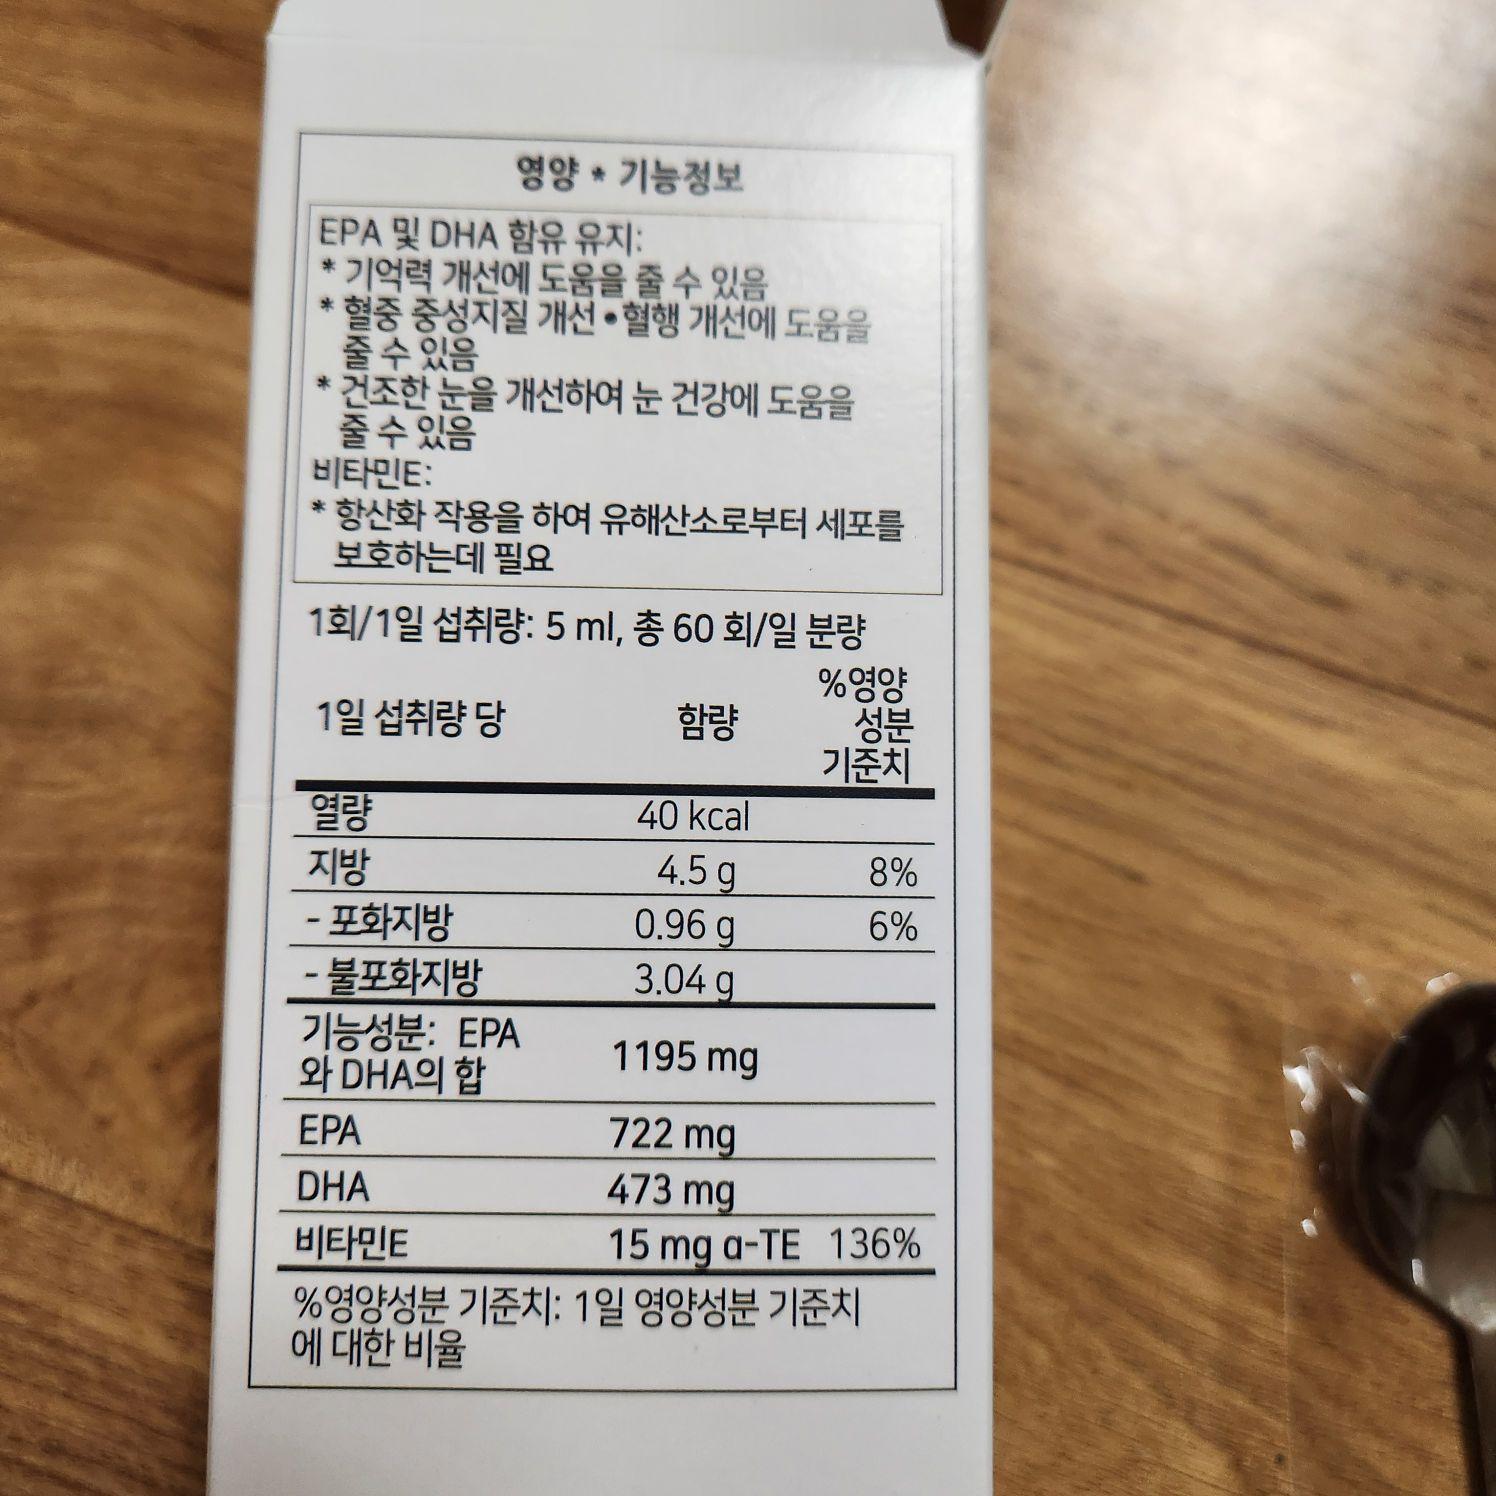 영양 * 기능정보
EPA 및 DHA 함유 유지:
* 기억력 개선에 도움을 줄 수 있음
* 혈중 중성지질 개선•혈행 개선에 도움을
줄 수 있음
* 건조한 눈을 개선하여 눈 건강에 도움을
줄 수 있음
비타민E:
* 항산화 작용을 하여 유해산소로부터 세포를
보호하는데 필요
1회/1일 섭취량: 5 ml, 총 60 회/일 분량
1일 섭취량 당 함량 %영양
성분
기준치
열량 40 kcal
지방 4.5 g 8%
- 포화지방 0.96 g 6%
- 불포화지방 3.04 g
기능성분: EPA
와 DHA의 합 1195 mg
EPA 722 mg
DHA 473 mg
비타민E 15 mg α-TE 136%
%영양성분 기준치: 1일 영양성분 기준치
에 대한 비율